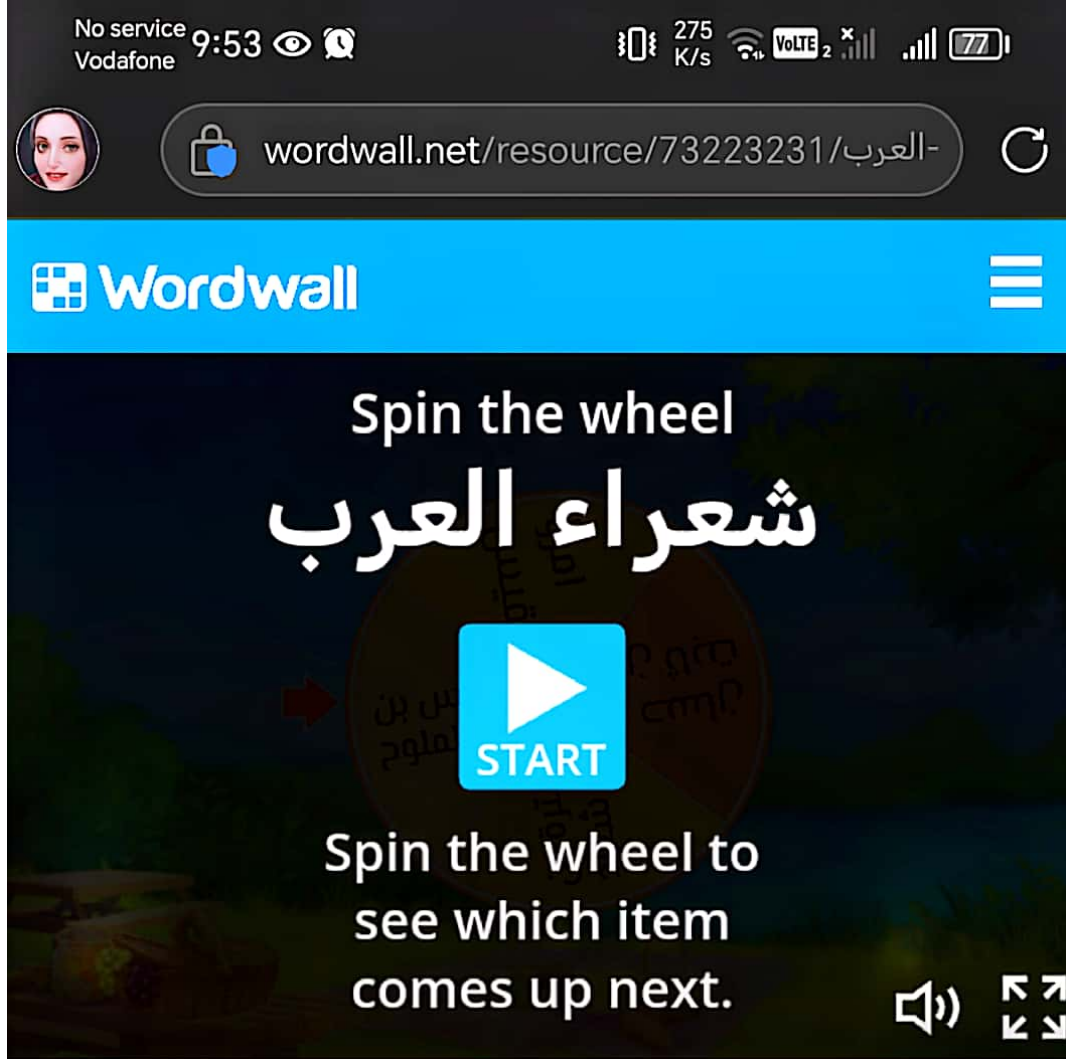 No service
Vodafone
9:53
275
K/s
VoLTE 2
77
wordwall.net/resource/73223231/العرب-
Wordwall
Spin the wheel
شعراء العرب
START
Spin the wheel to
see which item
comes up next.